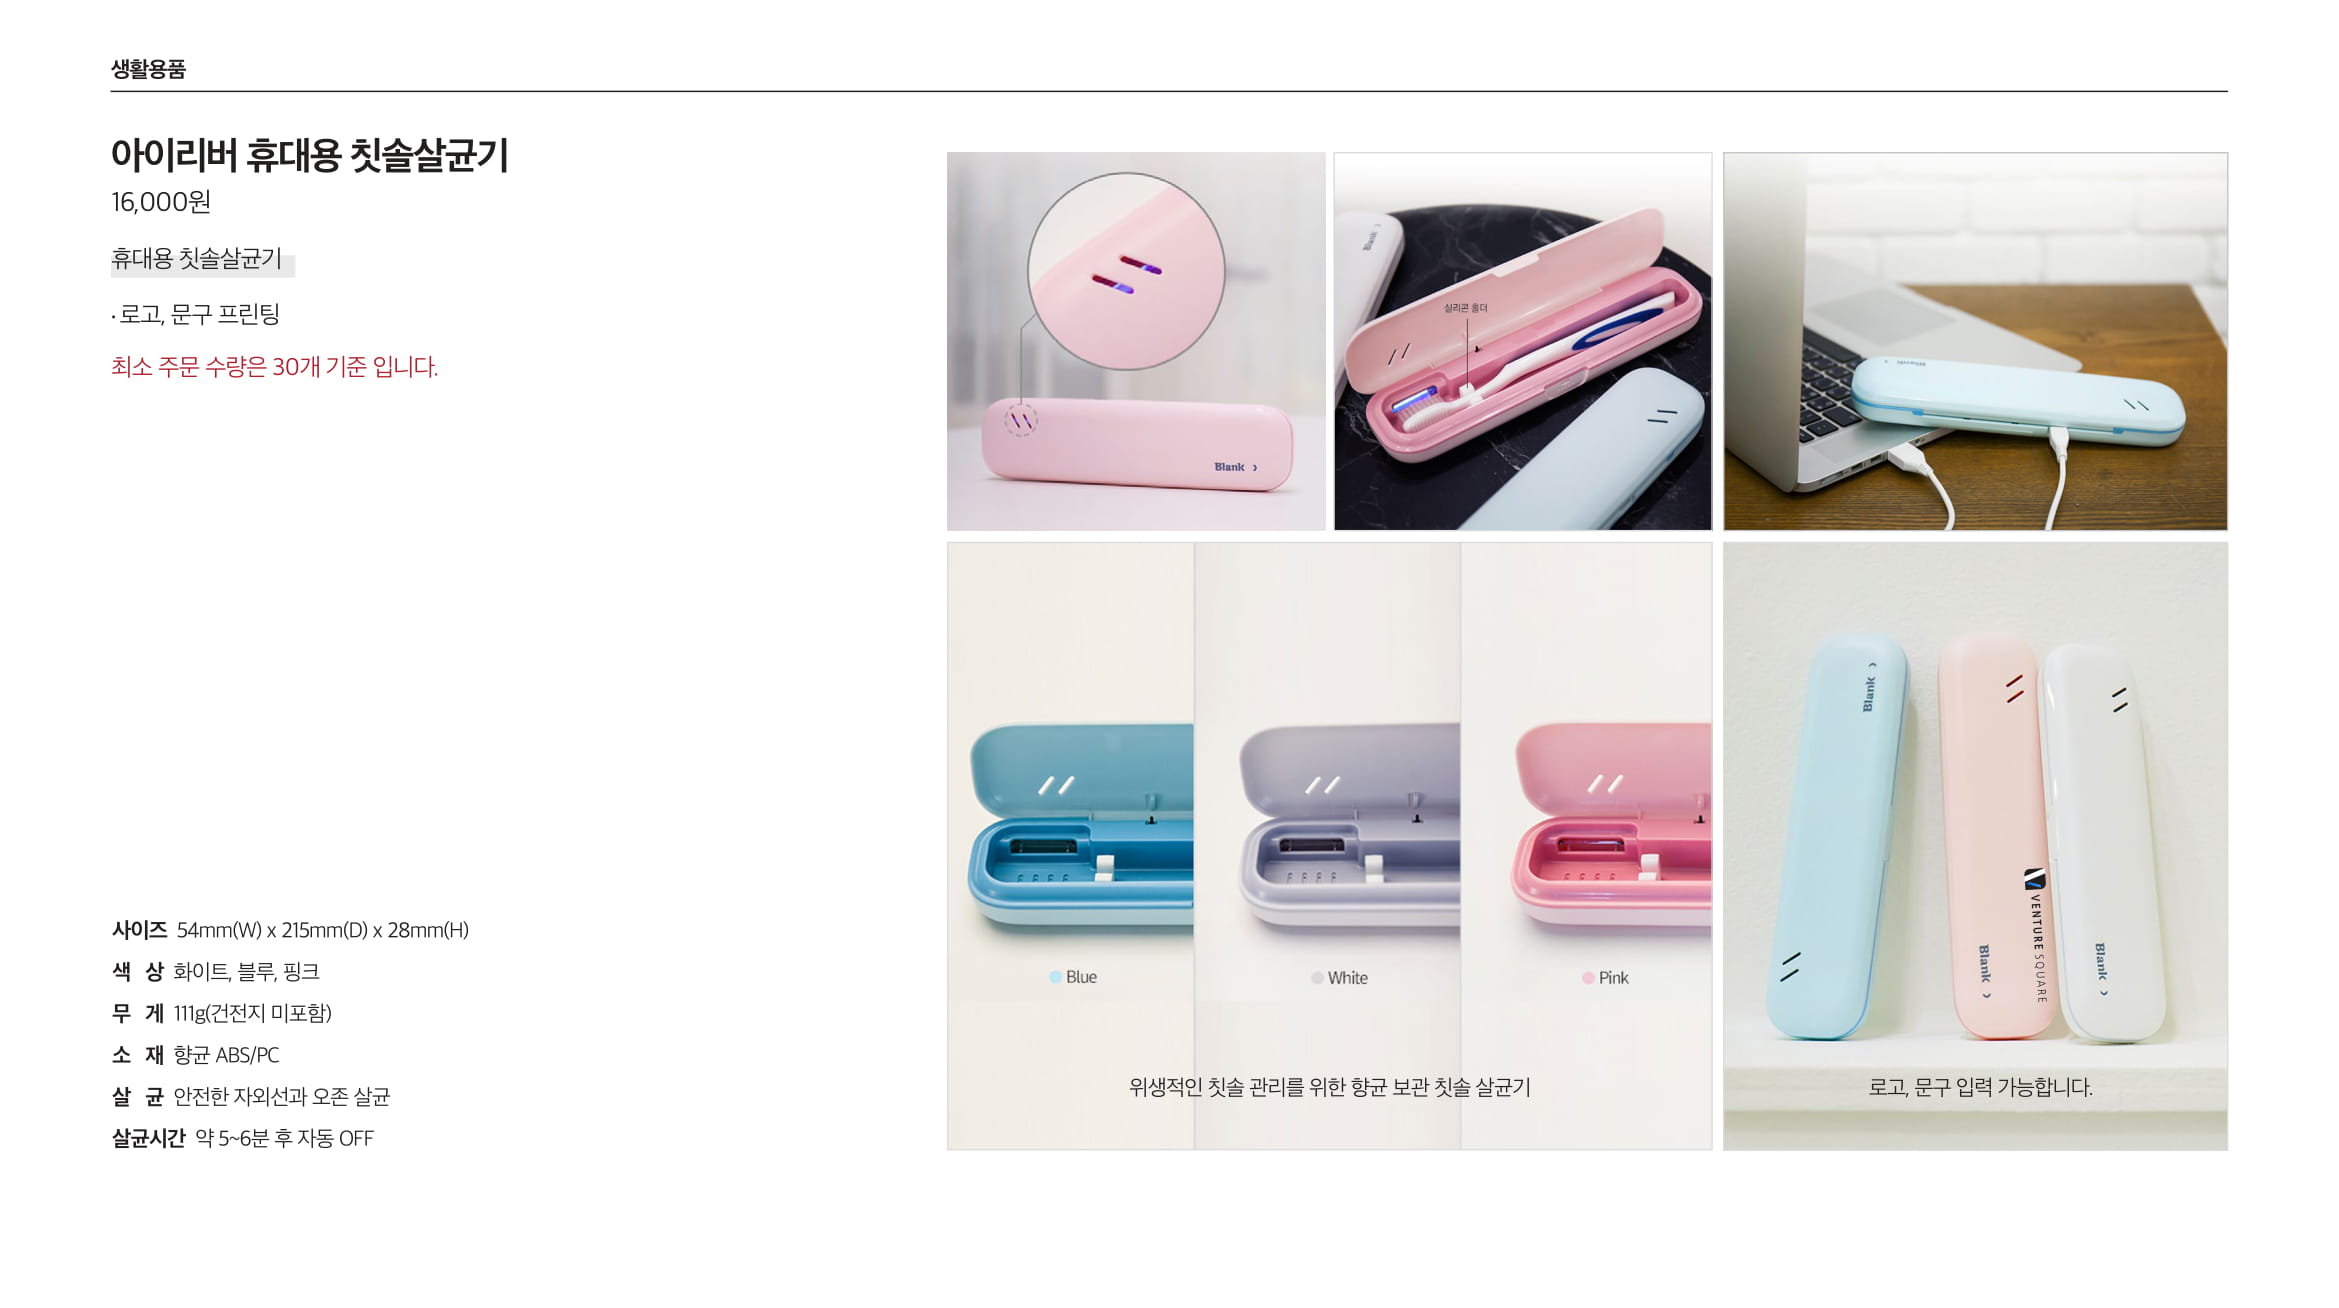 생활용품
아이리버 휴대용 칫솔살균기
16,000원
휴대용 칫솔살균기
· 로고, 문구 프린팅
최소 주문 수량은 30개 기준 입니다.
사이즈 54mm(W) x 215mm(D) x 28mm(H)
색 상 화이트, 블루, 핑크
무 게 111g(건전지 미포함)
소 재 향균 ABS/PC
살 균 안전한 자외선과 오존 살균
살균시간 약 5~6분 후 자동 OFF
Blank ›
Blank ›
실리콘 홀더
Blank ›
Blue
White
Pink
위생적인 칫솔 관리를 위한 향균 보관 칫솔 살균기
Blank ›
Blank ›
VENTURE SQUARE
Blank ›
로고, 문구 입력 가능합니다.